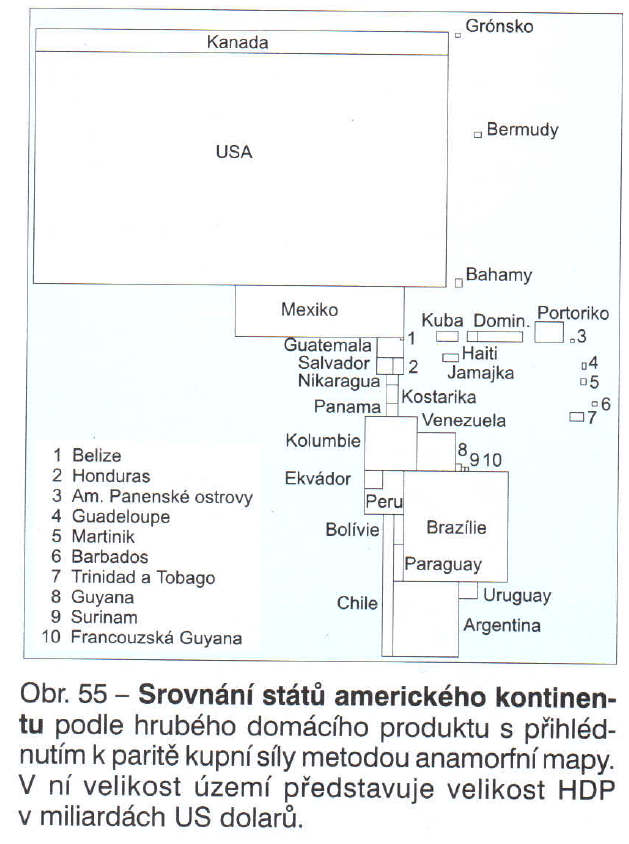 Grónsko
Kanada
USA
Bermudy
Bahamy
Mexiko
Kuba Domin. Portoriko
1
3
Guatemala
Haiti
Salvador
2
Jamajka
4
Nikaragua
5
Kostarika
6
Panama
7
Venezuela
Kolumbie
8
9 10
Ekvádor
Peru
Bolívie
Brazílie
Paraguay
Chile
Uruguay
Argentina
1 Belize
2 Honduras
3 Am. Panenské ostrovy
4 Guadeloupe
5 Martinik
6 Barbados
7 Trinidad a Tobago
8 Guyana
9 Surinam
10 Francouzská Guyana
Obr. 55 – Srovnání států amerického kontinen-
tu podle hrubého domácího produktu s přihléd-
nutím k paritě kupní síly metodou anamorfní mapy.
V ní velikost území představuje velikost HDP
v miliardách US dolarů.